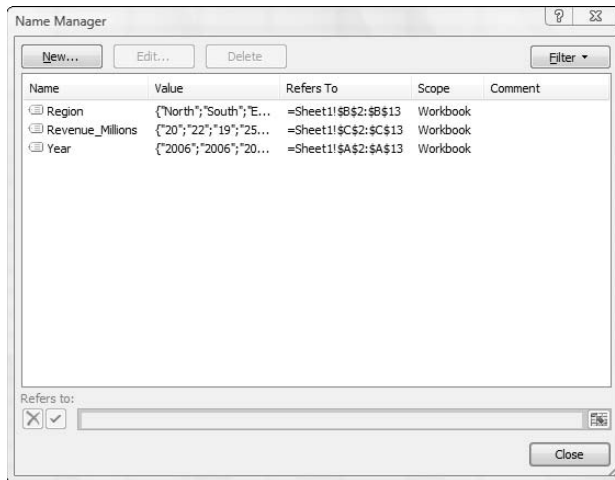 Name Manager
New... Edit... Delete Filter
Name Value Refers To Scope Comment
Region {"North";"South";"E... =Sheet1!$B$2:$B$13 Workbook
Revenue_Millions {"20";"22";"19";"25... =Sheet1!$C$2:$C$13 Workbook
Year {"2006";"2006";"20... =Sheet1!$A$2:$A$13 Workbook
Refers to:
Close